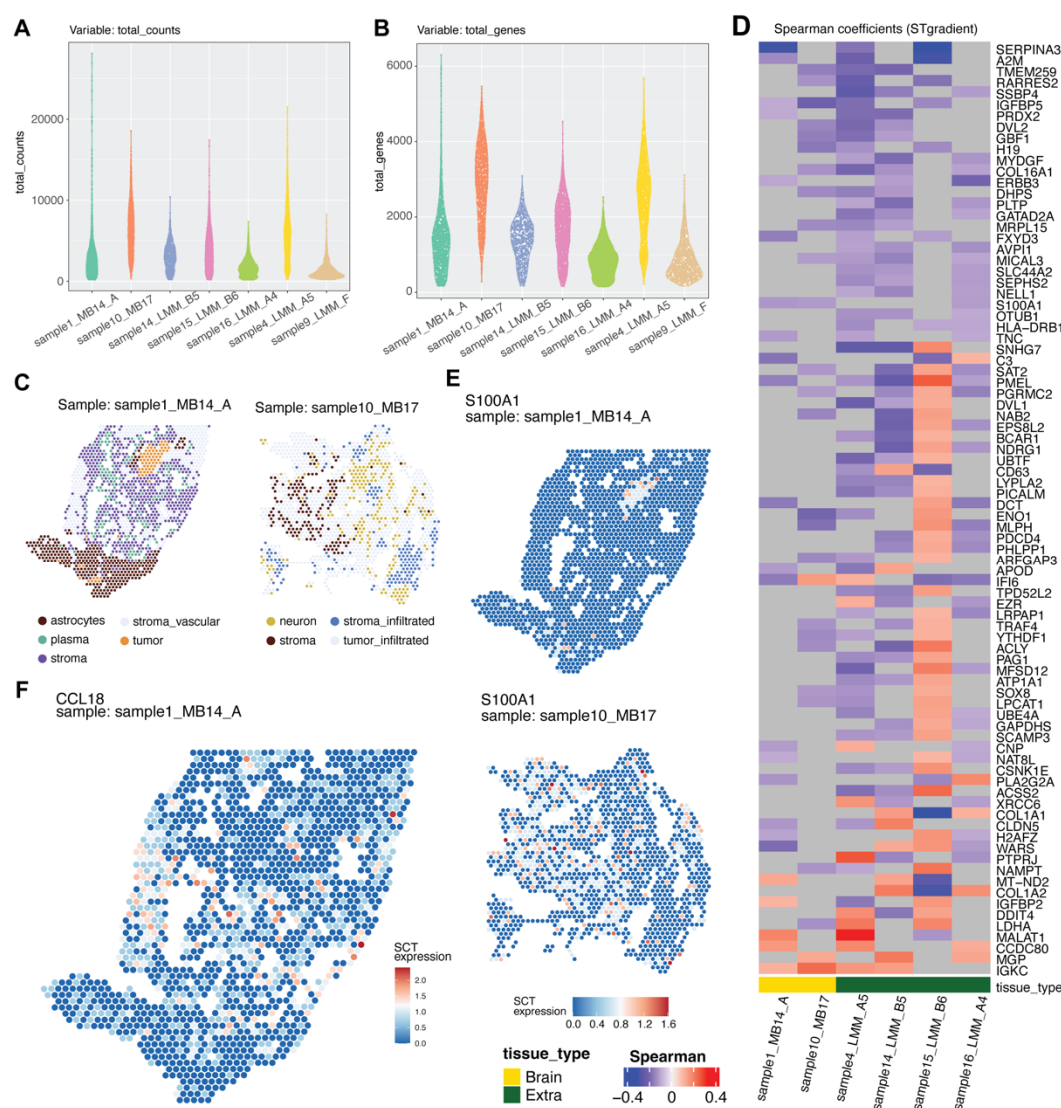 A
Variable: total_counts
total_counts
20000
10000
0
sample1_MB14_A
sample10_MB17
sample14_LMM_B5
sample15_LMM_B6
sample16_LMM_A4
sample4_LMM_A5
sample9_LMM_F
B
Variable: total_genes
total_genes
6000
4000
2000
0
sample1_MB14_A
sample10_MB17
sample14_LMM_B5
sample15_LMM_B6
sample16_LMM_A4
sample4_LMM_A5
sample9_LMM_F
C
Sample: sample1_MB14_A
Sample: sample10_MB17
astrocytes
plasma
stroma
stroma_vascular
tumor
neuron
stroma
stroma_infiltrated
tumor_infiltrated
E
S100A1
sample: sample1_MB14_A
F
CCL18
sample: sample1_MB14_A
SCT
expression
2.0
1.5
1.0
0.5
0.0
S100A1
sample: sample10_MB17
SCT
expression
0.0 0.4 0.8 1.2 1.6
D
Spearman coefficients (STgradient)
SERPINA3
A2M
TMEM259
RARRES2
SSBP4
IGFBP5
PRDX2
DVL2
GBF1
H19
MYDGF
COL16A1
ERBB3
DHPS
PLTP
GATAD2A
MRPL15
FXYD3
AVPI1
MICAL3
SLC44A2
SEPHS2
NELL1
S100A1
OTUB1
HLA-DRB1
TNC
SNHG7
C3
SAT2
PMEL
PGRMC2
DVL1
NAB2
EPS8L2
BCAR1
NDRG1
UBTF
CD63
LYPLA2
PICALM
DCT
ENO1
MLPH
PDCD4
PHLPP1
ARFGAP3
APOD
IFI6
TPD52L2
EZR
LRPAP1
TRAF4
YTHDF1
ACLY
PAG1
MFSD12
ATP1A1
SOX8
LPCAT1
UBE4A
GAPDHS
SCAMP3
CNP
NAT8L
CSNK1E
PLA2G2A
ACSS2
XRCC6
COL1A1
CLDN5
H2AFZ
WARS
PTPRJ
NAMPT
MT-ND2
COL1A2
IGFBP2
DDIT4
LDHA
MALAT1
CCDC80
MGP
IGKC
tissue_type
sample1_MB14_A
sample10_MB17
sample4_LMM_A5
sample14_LMM_B5
sample15_LMM_B6
sample16_LMM_A4
tissue_type
Brain
Extra
Spearman
−0.4 0 0.4